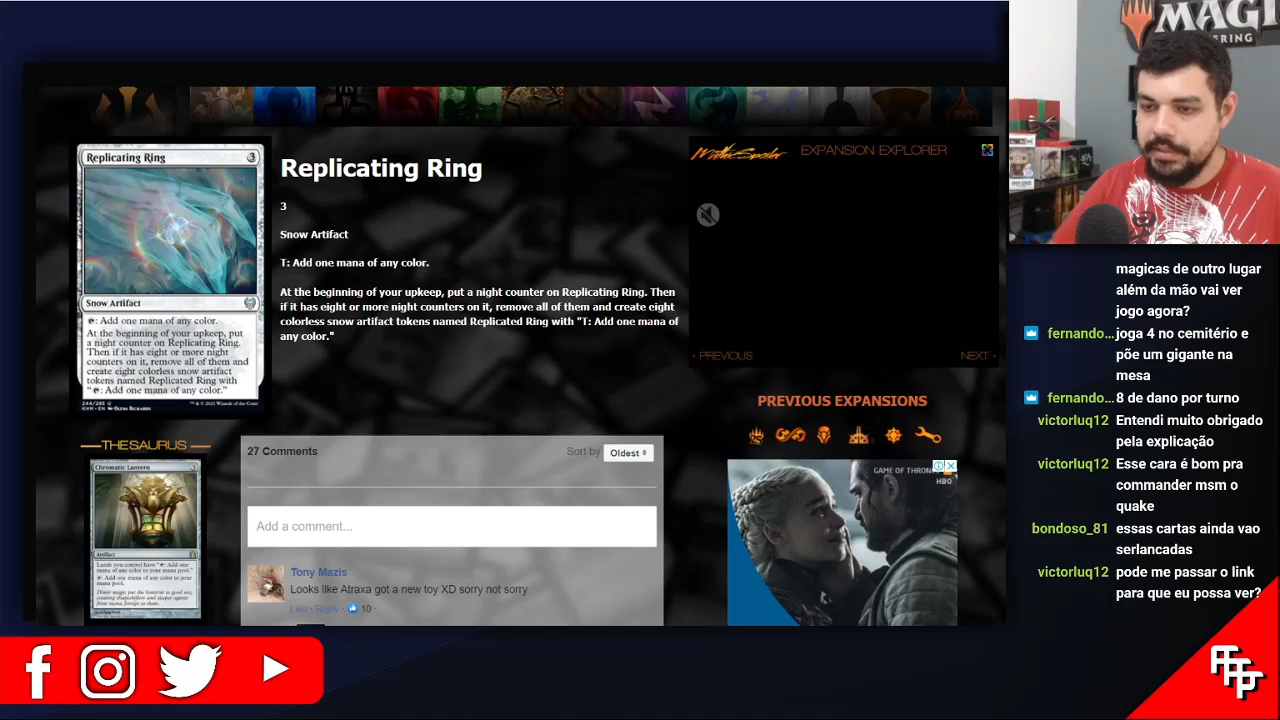 Replicating Ring 3
Snow Artifact
: Add one mana of any color.
At the beginning of your upkeep, put
a night counter on Replicating Ring.
Then if it has eight or more night
counters on it, remove all of them and
create eight colorless snow artifact
tokens named Replicated Ring with
": Add one mana of any color."
Replicating Ring
3
Snow Artifact
T: Add one mana of any color.
At the beginning of your upkeep, put a night counter on Replicating Ring. Then
if it has eight or more night counters on it, remove all of them and create eight
colorless snow artifact tokens named Replicated Ring with "T: Add one mana of
any color."
MythicSpoiler EXPANSION EXPLORER
‹ PREVIOUS NEXT ›
PREVIOUS EXPANSIONS
THESAURUS
Chromatic Lantern
Artifact
27 Comments
Sort by Oldest
Add a comment...
Tony Mazis
Looks like Atraxa got a new toy XD sorry not sorry
Like · Reply · 10 ·
GAME OF THRON
HBO
MAGI
ERING
magicas de outro lugar
além da mão vai ver
jogo agora?
fernando... joga 4 no cemitério e
põe um gigante na
mesa
fernando... 8 de dano por turno
victorluq12 Entendi muito obrigado
pela explicação
victorluq12 Esse cara é bom pra
commander msm o
quake
bondoso_81 essas cartas ainda vao
serlancadas
victorluq12 pode me passar o link
para que eu possa ver?